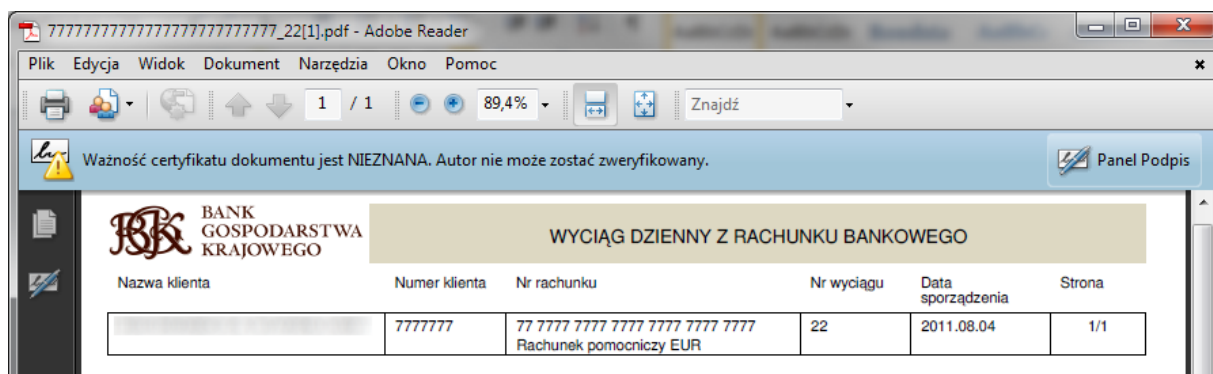 77777777777777777777777777_22[1].pdf - Adobe Reader
Plik Edycja Widok Dokument Narzędzia Okno Pomoc
1 / 1 89,4% Znajdź
Ważność certyfikatu dokumentu jest NIEZNANA. Autor nie może zostać zweryfikowany. Panel Podpis
BGK BANK
GOSPODARSTWA
KRAJOWEGO
WYCIĄG DZIENNY Z RACHUNKU BANKOWEGO
Nazwa klienta Numer klienta Nr rachunku Nr wyciągu Data sporządzenia Strona
7777777 77 7777 7777 7777 7777 7777 7777 22 2011.08.04 1/1
Rachunek pomocniczy EUR